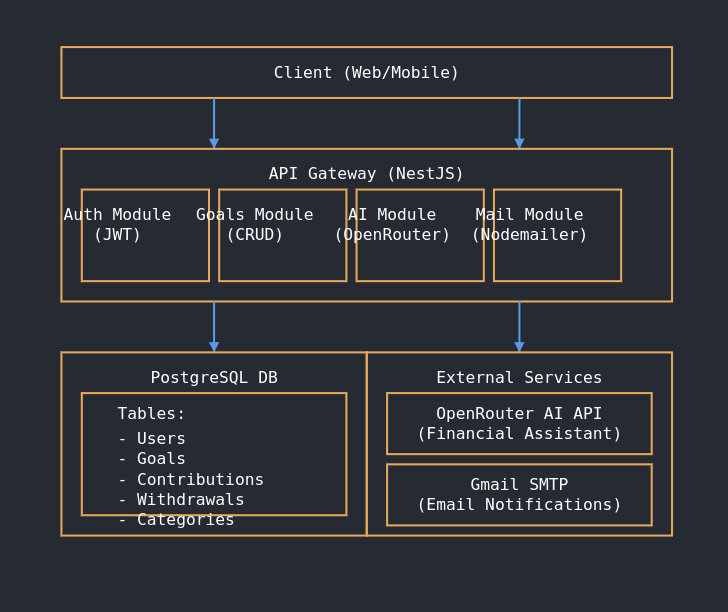 Client (Web/Mobile)
API Gateway (NestJS)
Auth Module Goals Module AI Module Mail Module
(JWT) (CRUD) (OpenRouter) (Nodemailer)
PostgreSQL DB
Tables:
- Users
- Goals
- Contributions
- Withdrawals
- Categories
External Services
OpenRouter AI API
(Financial Assistant)
Gmail SMTP
(Email Notifications)